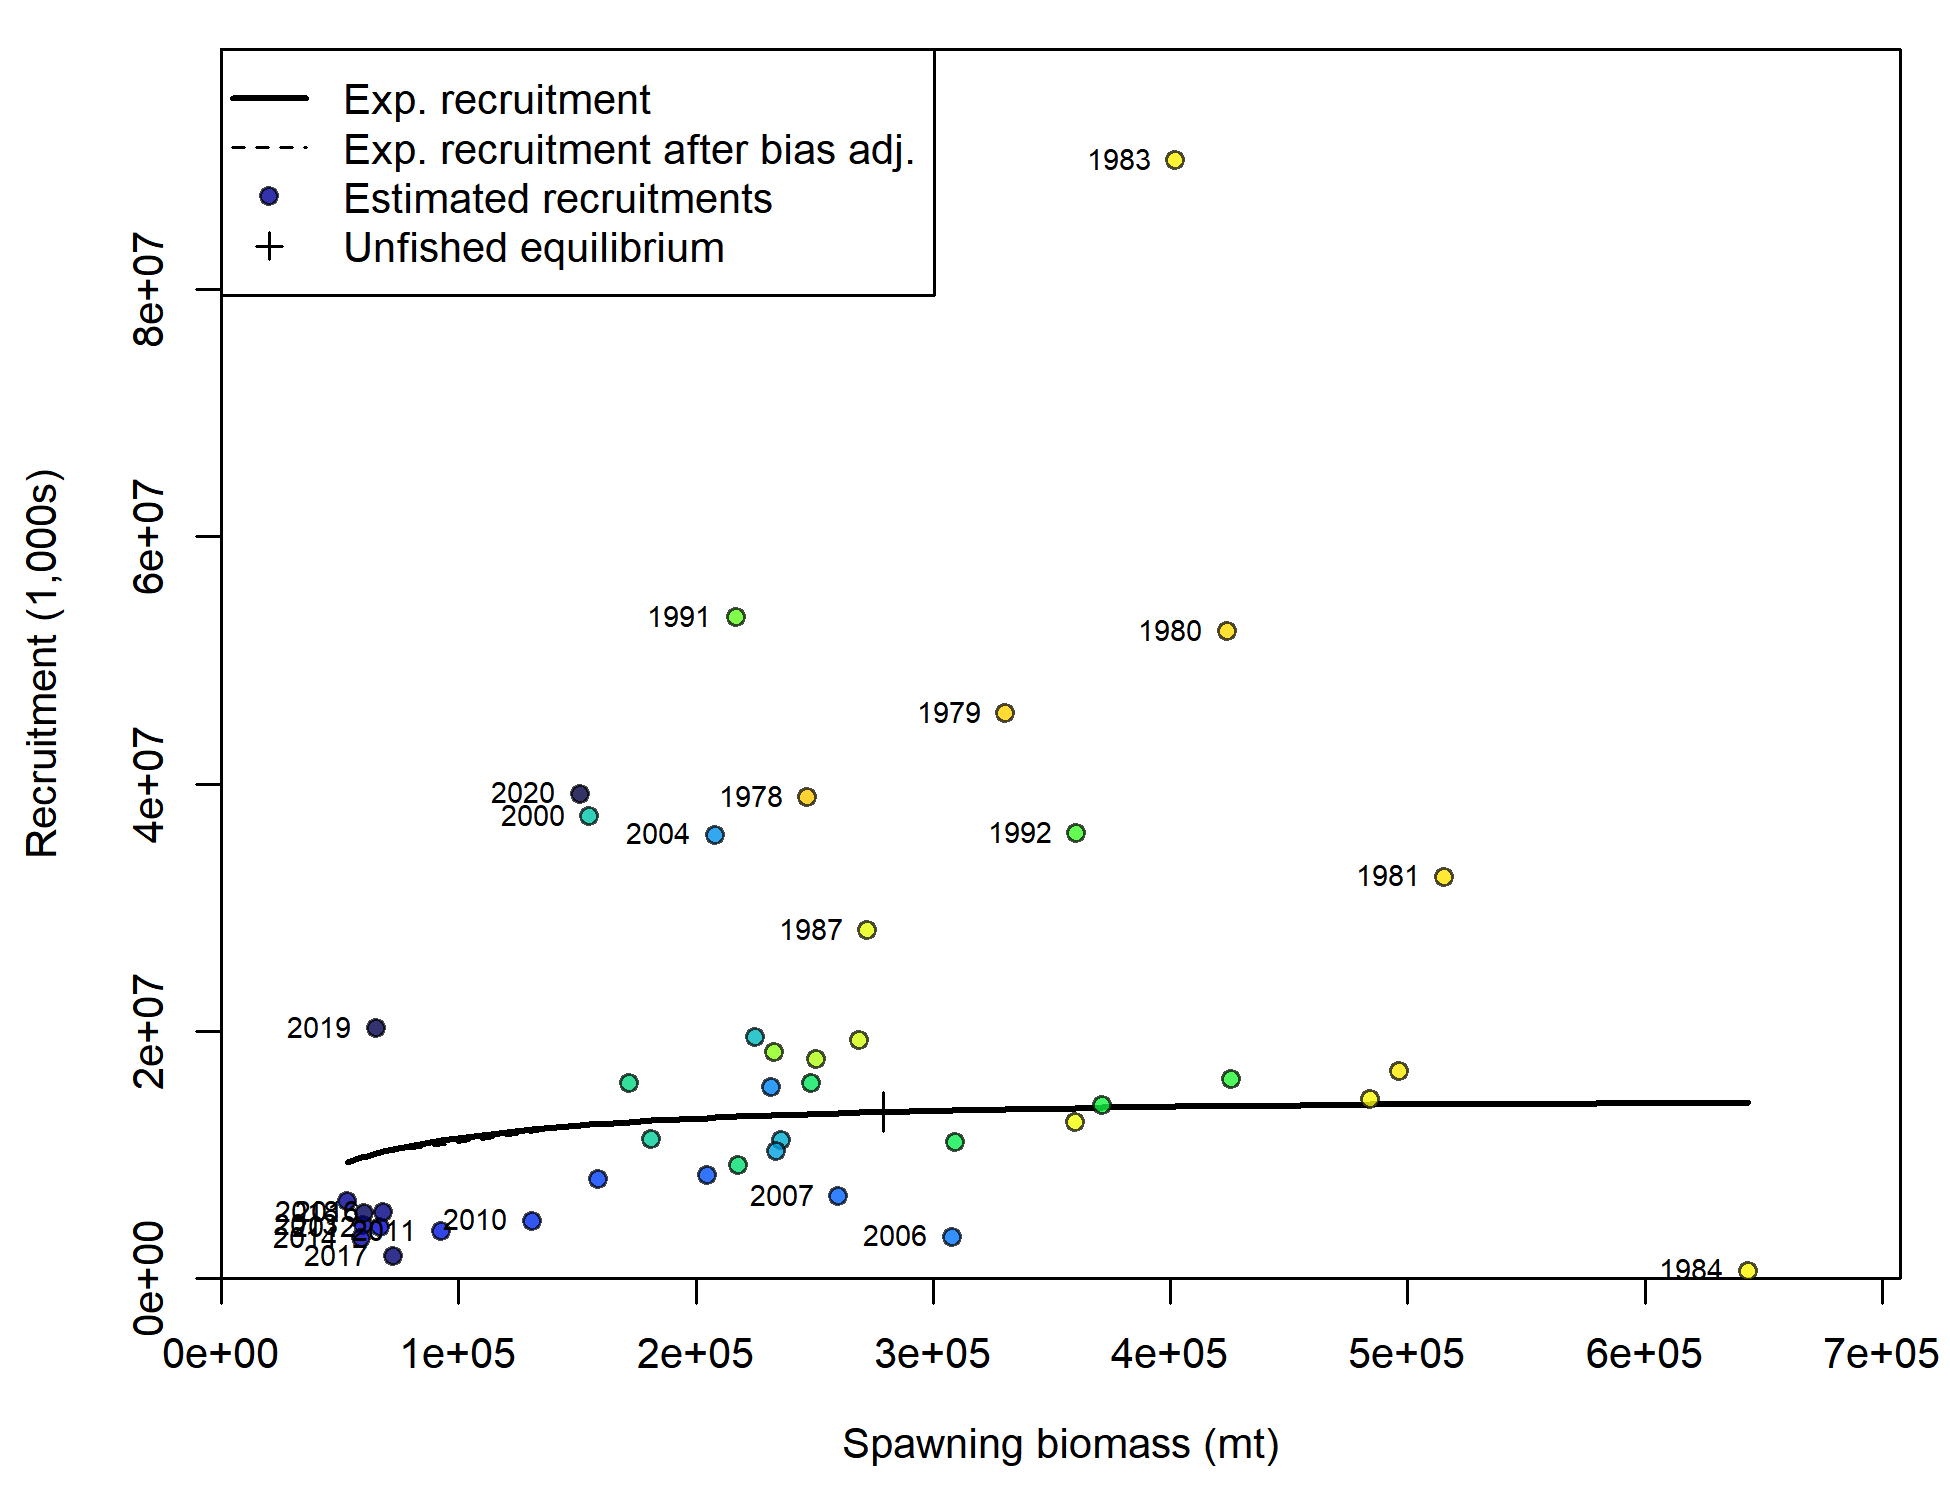 Exp. recruitment
Exp. recruitment after bias adj.
Estimated recruitments
Unfished equilibrium
1983
8e+07
6e+07
1991
1980
1979
Recruitment (1,000s)
4e+07
2020
1978
2000
2004
1992
1981
1987
2e+07
2019
2007
2010
2011
2006
2014
2017
1984
0e+00
0e+00 1e+05 2e+05 3e+05 4e+05 5e+05 6e+05 7e+05
Spawning biomass (mt)